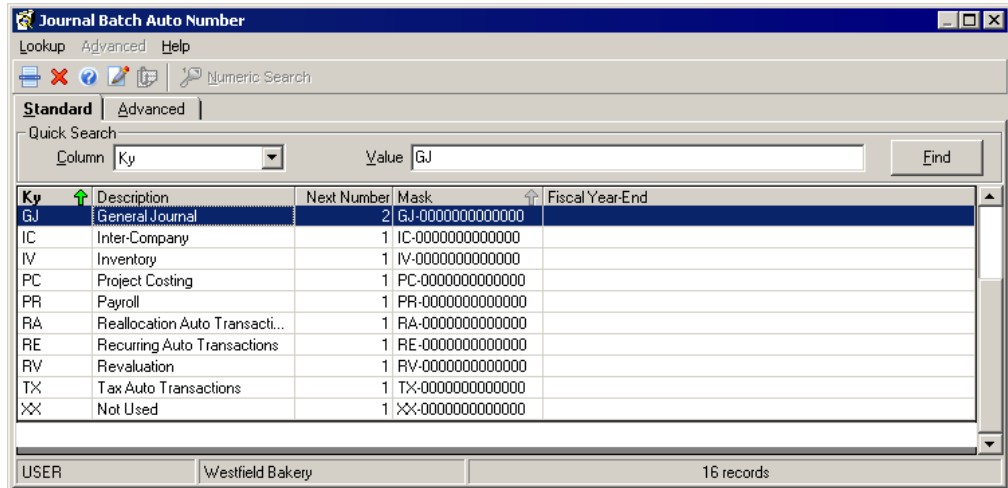 Journal Batch Auto Number
Lookup Advanced Help
Numeric Search
Standard Advanced
Quick Search
Column Ky Value GJ Find
Ky Description Next Number Mask Fiscal Year-End
GJ General Journal 2 GJ-0000000000000
IC Inter-Company 1 IC-0000000000000
IV Inventory 1 IV-0000000000000
PC Project Costing 1 PC-0000000000000
PR Payroll 1 PR-0000000000000
RA Reallocation Auto Transacti... 1 RA-0000000000000
RE Recurring Auto Transactions 1 RE-0000000000000
RV Revaluation 1 RV-0000000000000
TX Tax Auto Transactions 1 TX-0000000000000
XX Not Used 1 XX-0000000000000
USER Westfield Bakery 16 records